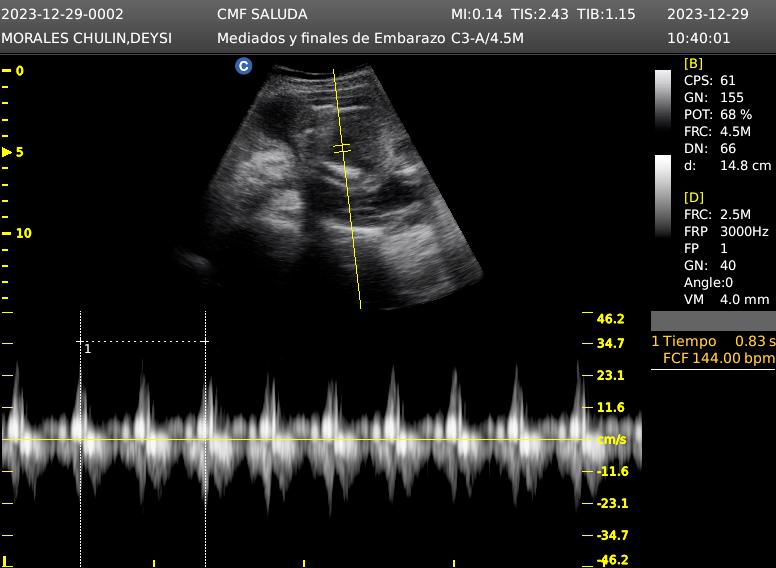 2023-12-29-0002 CMF SALUDA MI:0.14 TIS:2.43 TIB:1.15 2023-12-29
MORALES CHULIN,DEYSI Mediados y finales de Embarazo C3-A/4.5M 10:40:01
C
0
5
10
[B]
CPS: 61
GN: 155
POT: 68 %
FRC: 4.5M
DN: 66
d: 14.8 cm
[D]
FRC: 2.5M
FRP 3000Hz
FP 1
GN: 40
Angle:0
VM 4.0 mm
1 Tiempo 0.83 s
FCF 144.00 bpm
1
46.2
34.7
23.1
11.6
cm/s
-11.6
-23.1
-34.7
-46.2